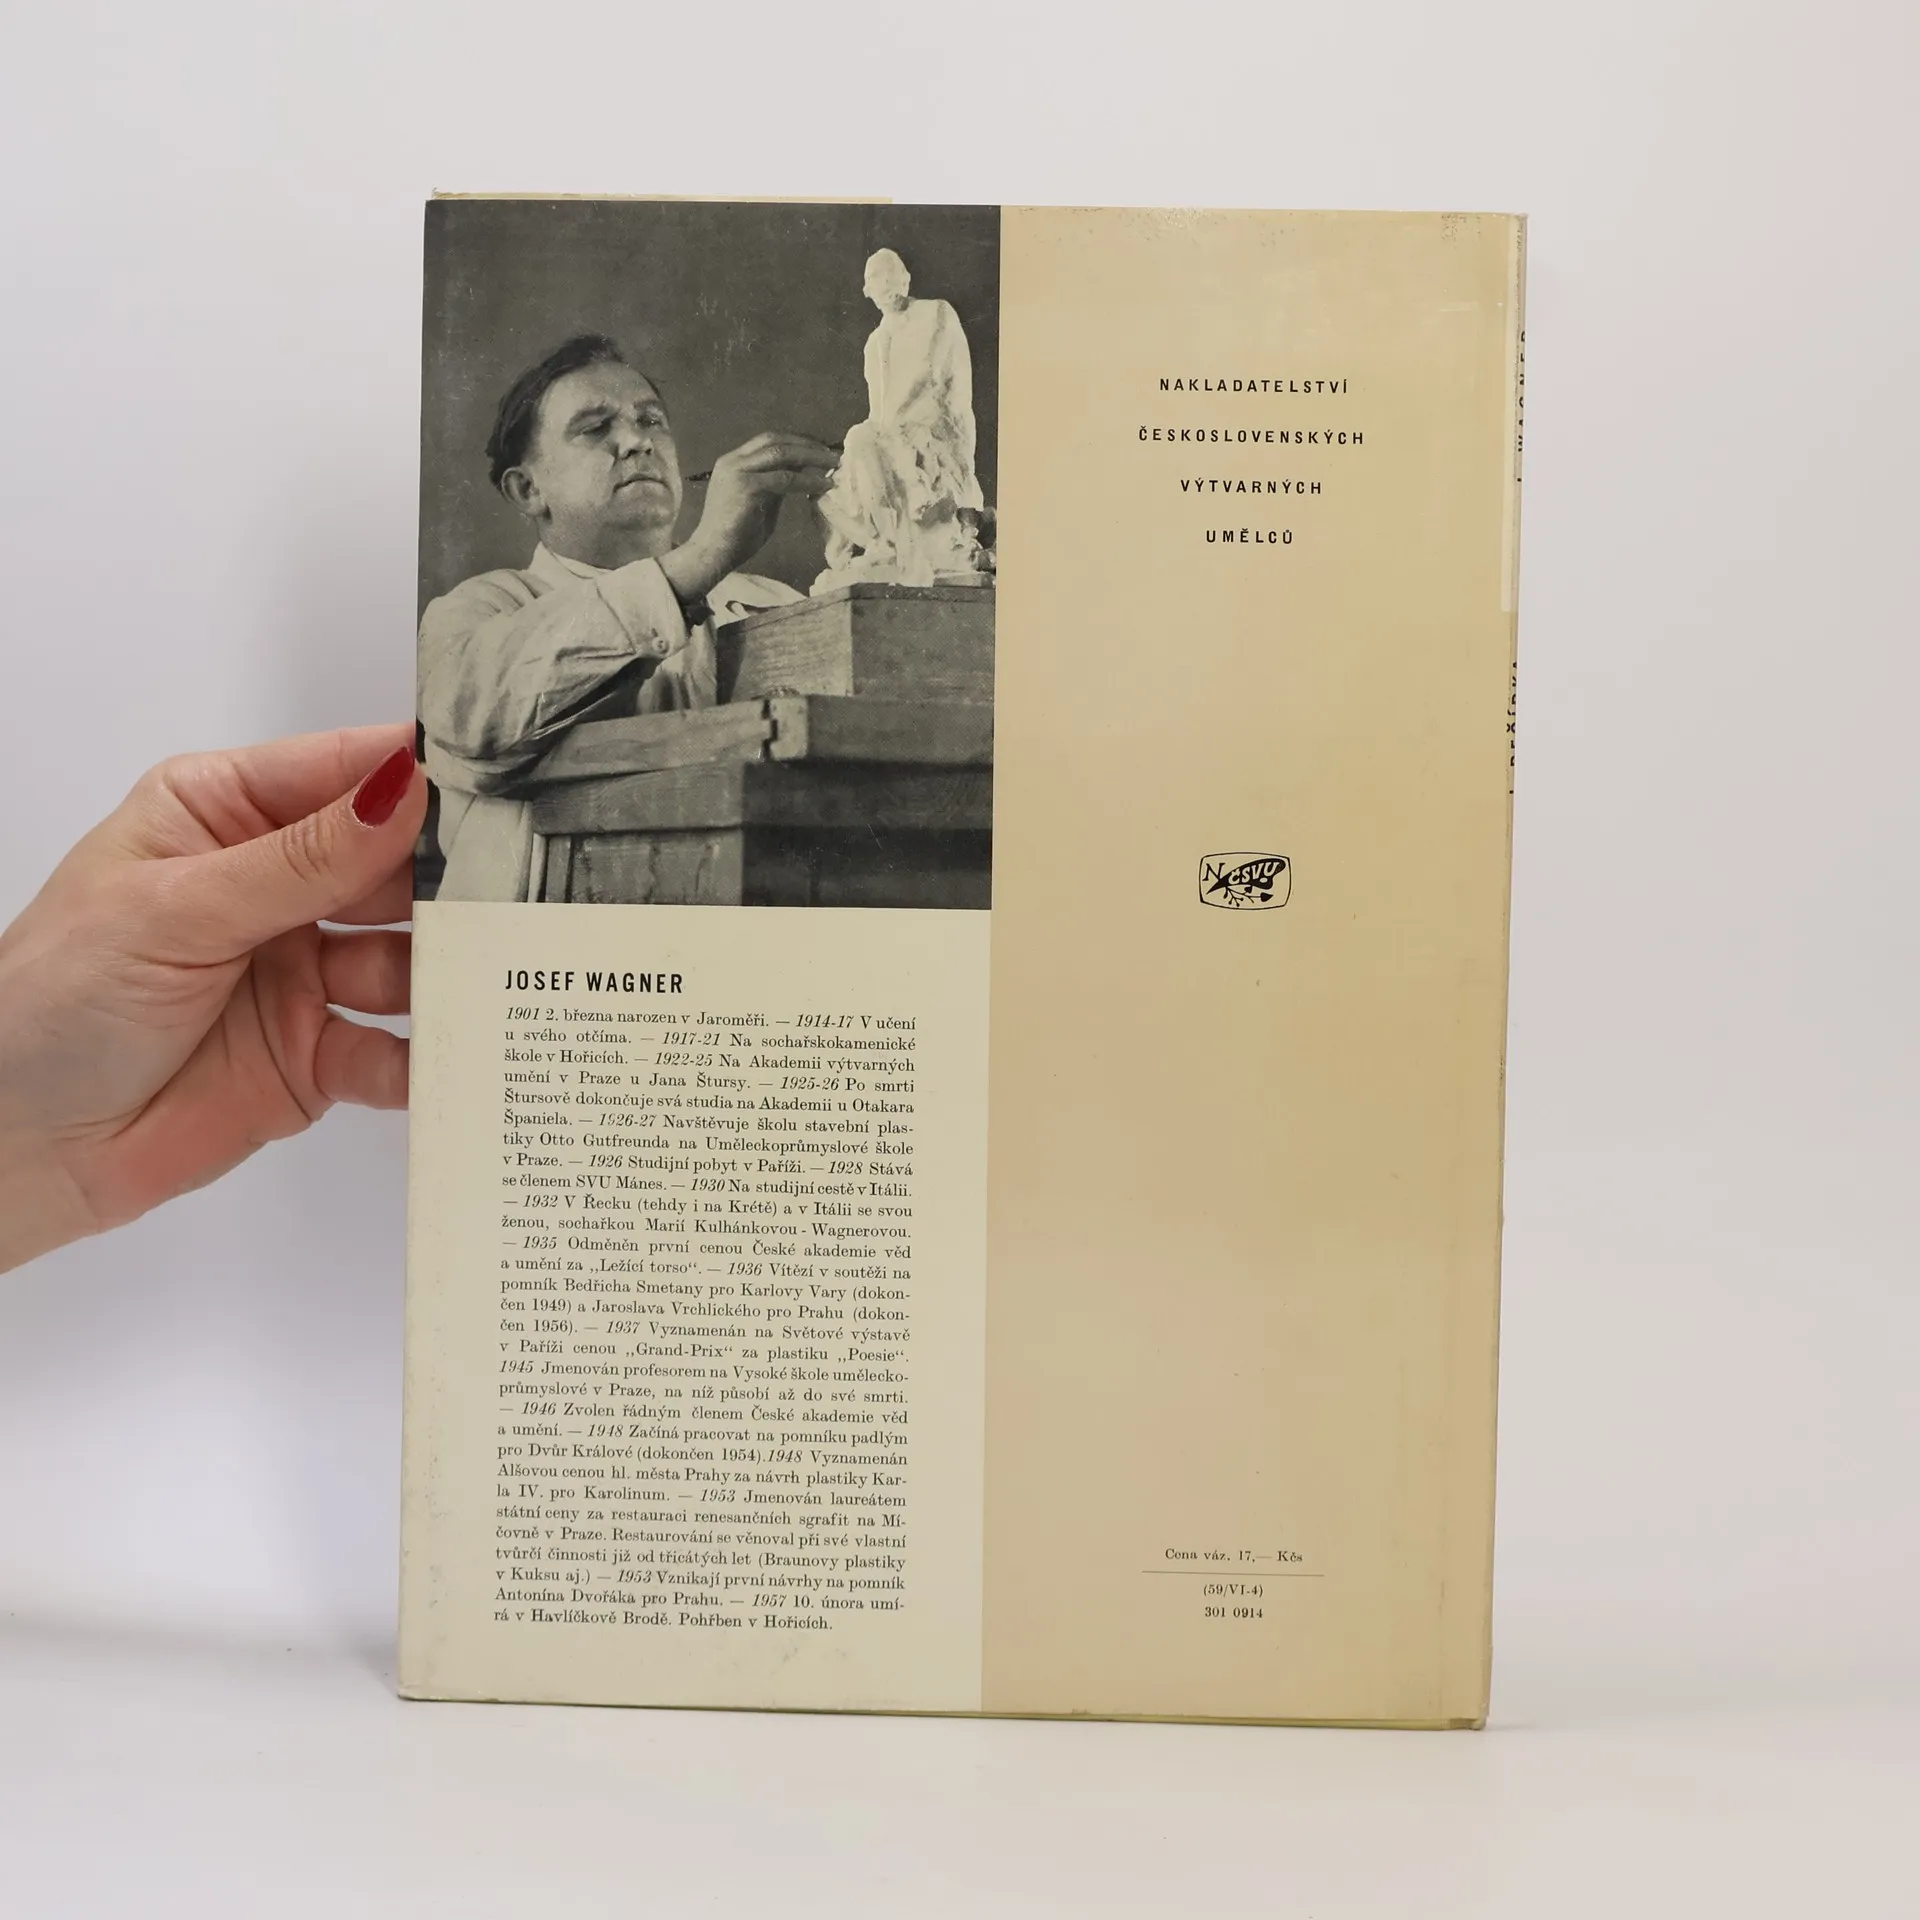 JOSEF WAGNER
1901 2. března narozen v Jaroměři. — 1914-17 V učení
u svého otčíma. — 1917-21 Na sochařskokamenické
škole v Hořicích. — 1922-25 Na Akademii výtvarných
umění v Praze u Jana Štursy. — 1925-26 Po smrti
Štursově dokončuje svá studia na Akademii u Otakara
Španiela. — 1926-27 Navštěvuje školu stavební plas-
tiky Otto Gutfreunda na Uměleckoprůmyslové škole
v Praze. — 1926 Studijní pobyt v Paříži. — 1928 Stává
se členem SVU Mánes. — 1930 Na studijní cestě v Itálii.
— 1932 V Řecku (tehdy i na Krétě) a v Itálii se svou
ženou, sochařkou Marií Kulhánkovou - Wagnerovou.
— 1935 Odměněn první cenou České akademie věd
a umění za „Ležící torso“. — 1936 Vítězí v soutěži na
pomník Bedřicha Smetany pro Karlovy Vary (dokon-
čen 1949) a Jaroslava Vrchlického pro Prahu (dokon-
čen 1956). — 1937 Vyznamenán na Světové výstavě
v Paříži cenou „Grand-Prix“ za plastiku „Poesie“.
1945 Jmenován profesorem na Vysoké škole umělecko-
průmyslové v Praze, na níž působí až do své smrti.
— 1946 Zvolen řádným členem České akademie věd
a umění. — 1948 Začíná pracovat na pomníku padlým
pro Dvůr Králové (dokončen 1954). 1948 Vyznamenán
Alšovou cenou hl. města Prahy za návrh plastiky Kar-
la IV. pro Karolinum. — 1953 Jmenován laureátem
státní ceny za restauraci renesančních sgrafit na Mí-
čovně v Praze. Restaurování se věnoval při své vlastní
tvůrčí činnosti již od třicátých let (Braunovy plastiky
v Kuksu aj.) — 1953 Vznikají první návrhy na pomník
Antonína Dvořáka pro Prahu. — 1957 10. února umí-
rá v Havlíčkově Brodě. Pohřben v Hořicích.
NAKLADATELSTVÍ
ČESKOSLOVENSKÝCH
VÝTVARNÝCH
UMĚLCŮ
NČSVU
Cena váz. 17,— Kčs
(59/VI-4)
301 0914